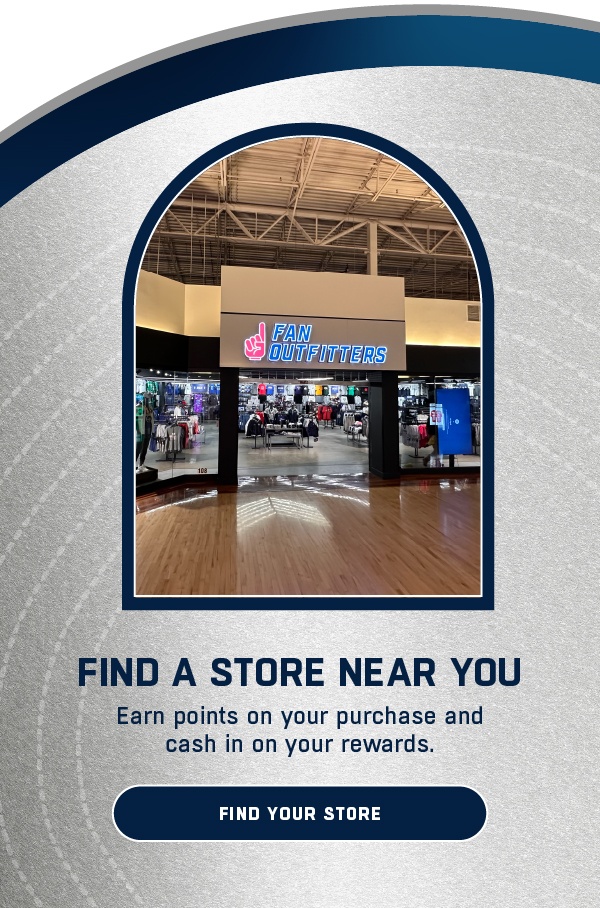 FAN
OUTFITTERS
108
FIND A STORE NEAR YOU
Earn points on your purchase and
cash in on your rewards.
FIND YOUR STORE